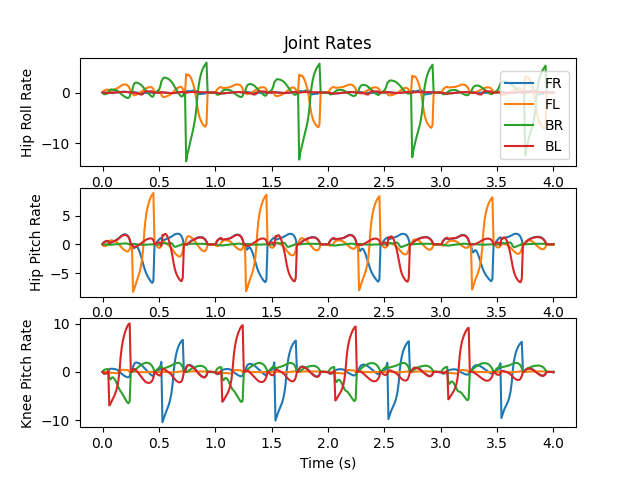 Joint Rates
Hip Roll Rate
0
−10
FR
FL
BR
BL
0.0 0.5 1.0 1.5 2.0 2.5 3.0 3.5 4.0
Hip Pitch Rate
5
0
−5
0.0 0.5 1.0 1.5 2.0 2.5 3.0 3.5 4.0
Knee Pitch Rate
10
0
−10
0.0 0.5 1.0 1.5 2.0 2.5 3.0 3.5 4.0
Time (s)